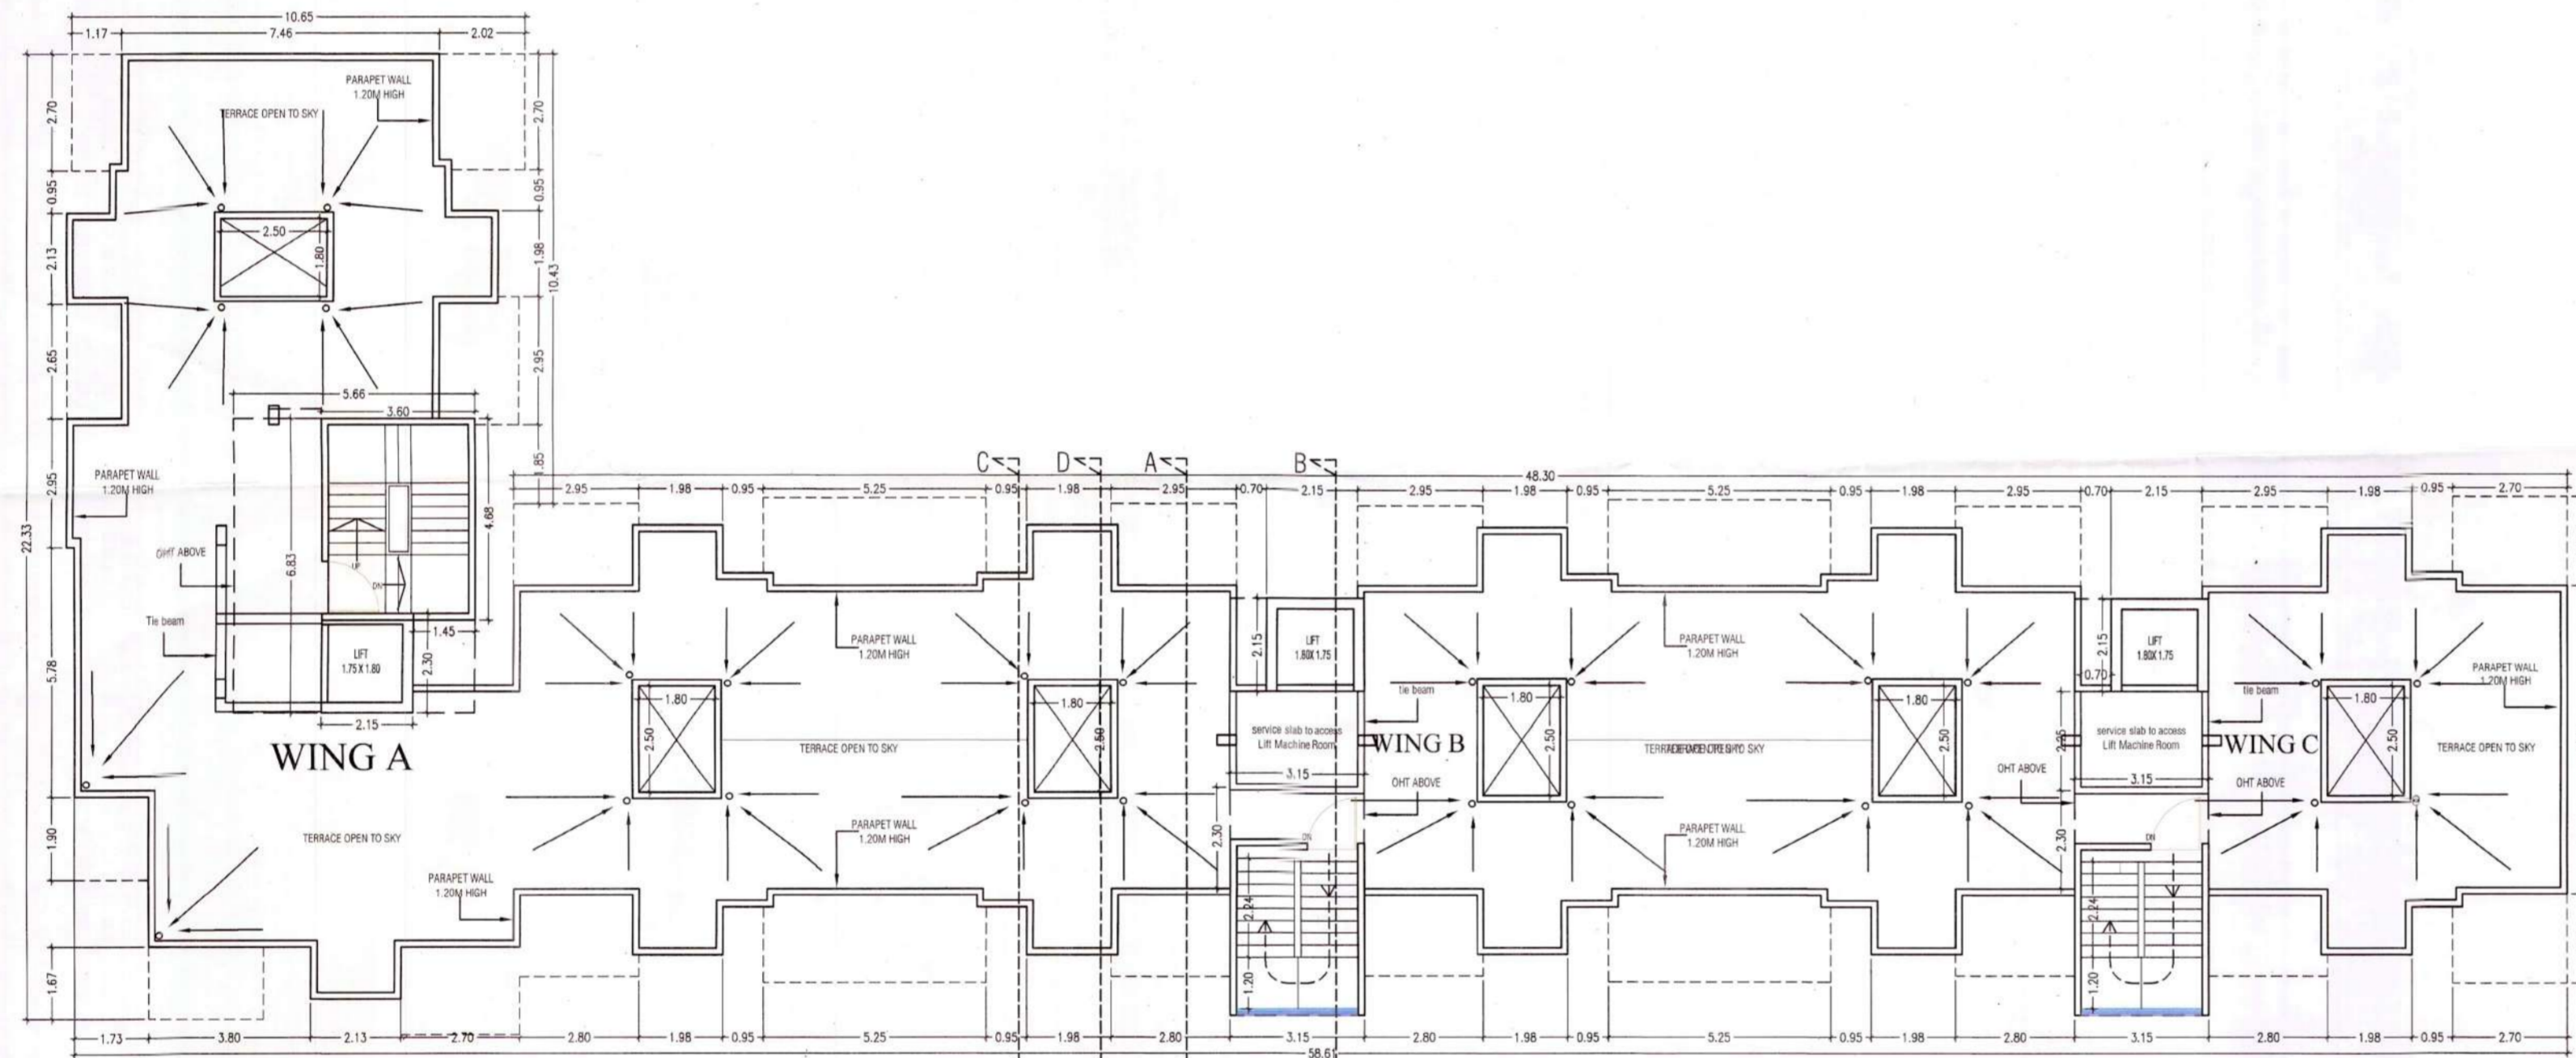 10.65
1.17 7.46 2.02
PARAPET WALL
1.20M HIGH
TERRACE OPEN TO SKY
2.70
2.70
0.95
0.95
2.50
1.80
2.13
1.98
10.43
22.33
2.65
2.95
5.66
3.60
1.85
2.95
PARAPET WALL
1.20M HIGH
6.83
4.68
ABOVE
UP
DN
Tie beam
LIFT
1.75 X 1.80
1.45
2.30
2.15
5.78
WING A
TERRACE OPEN TO SKY
1.90
PARAPET WALL
1.20M HIGH
1.67
C D A B
48.30
2.95 1.98 0.95 5.25 0.95 1.98 2.95 0.70 2.15 2.95 1.98 0.95 5.25 0.95 1.98 2.95 0.70 2.15 2.95 1.98 0.95 2.70
PARAPET WALL
1.20M HIGH
1.80
2.50
TERRACE OPEN TO SKY
1.80
2.50
PARAPET WALL
1.20M HIGH
2.15
LIFT
1.80X 1.75
tie beam
service slab to access
Lift Machine Room
WING B
3.15
OHT ABOVE
2.30
DN
2.24
1.20
PARAPET WALL
1.20M HIGH
1.80
2.50
1.80
2.50
PARAPET WALL
1.20M HIGH
OHT ABOVE
2.15
LIFT
1.80X 1.75
0.70
tie beam
service slab to access
Lift Machine Room
WING C
3.15
OHT ABOVE
2.30
DN
2.24
1.20
1.80
2.50
PARAPET WALL
1.20M HIGH
TERRACE OPEN TO SKY
1.73 3.80 2.13 2.70 2.80 1.98 0.95 5.25 0.95 1.98 2.80 3.15 2.80 1.98 0.95 5.25 0.95 1.98 2.80 3.15 2.80 1.98 0.95 2.70
58.61